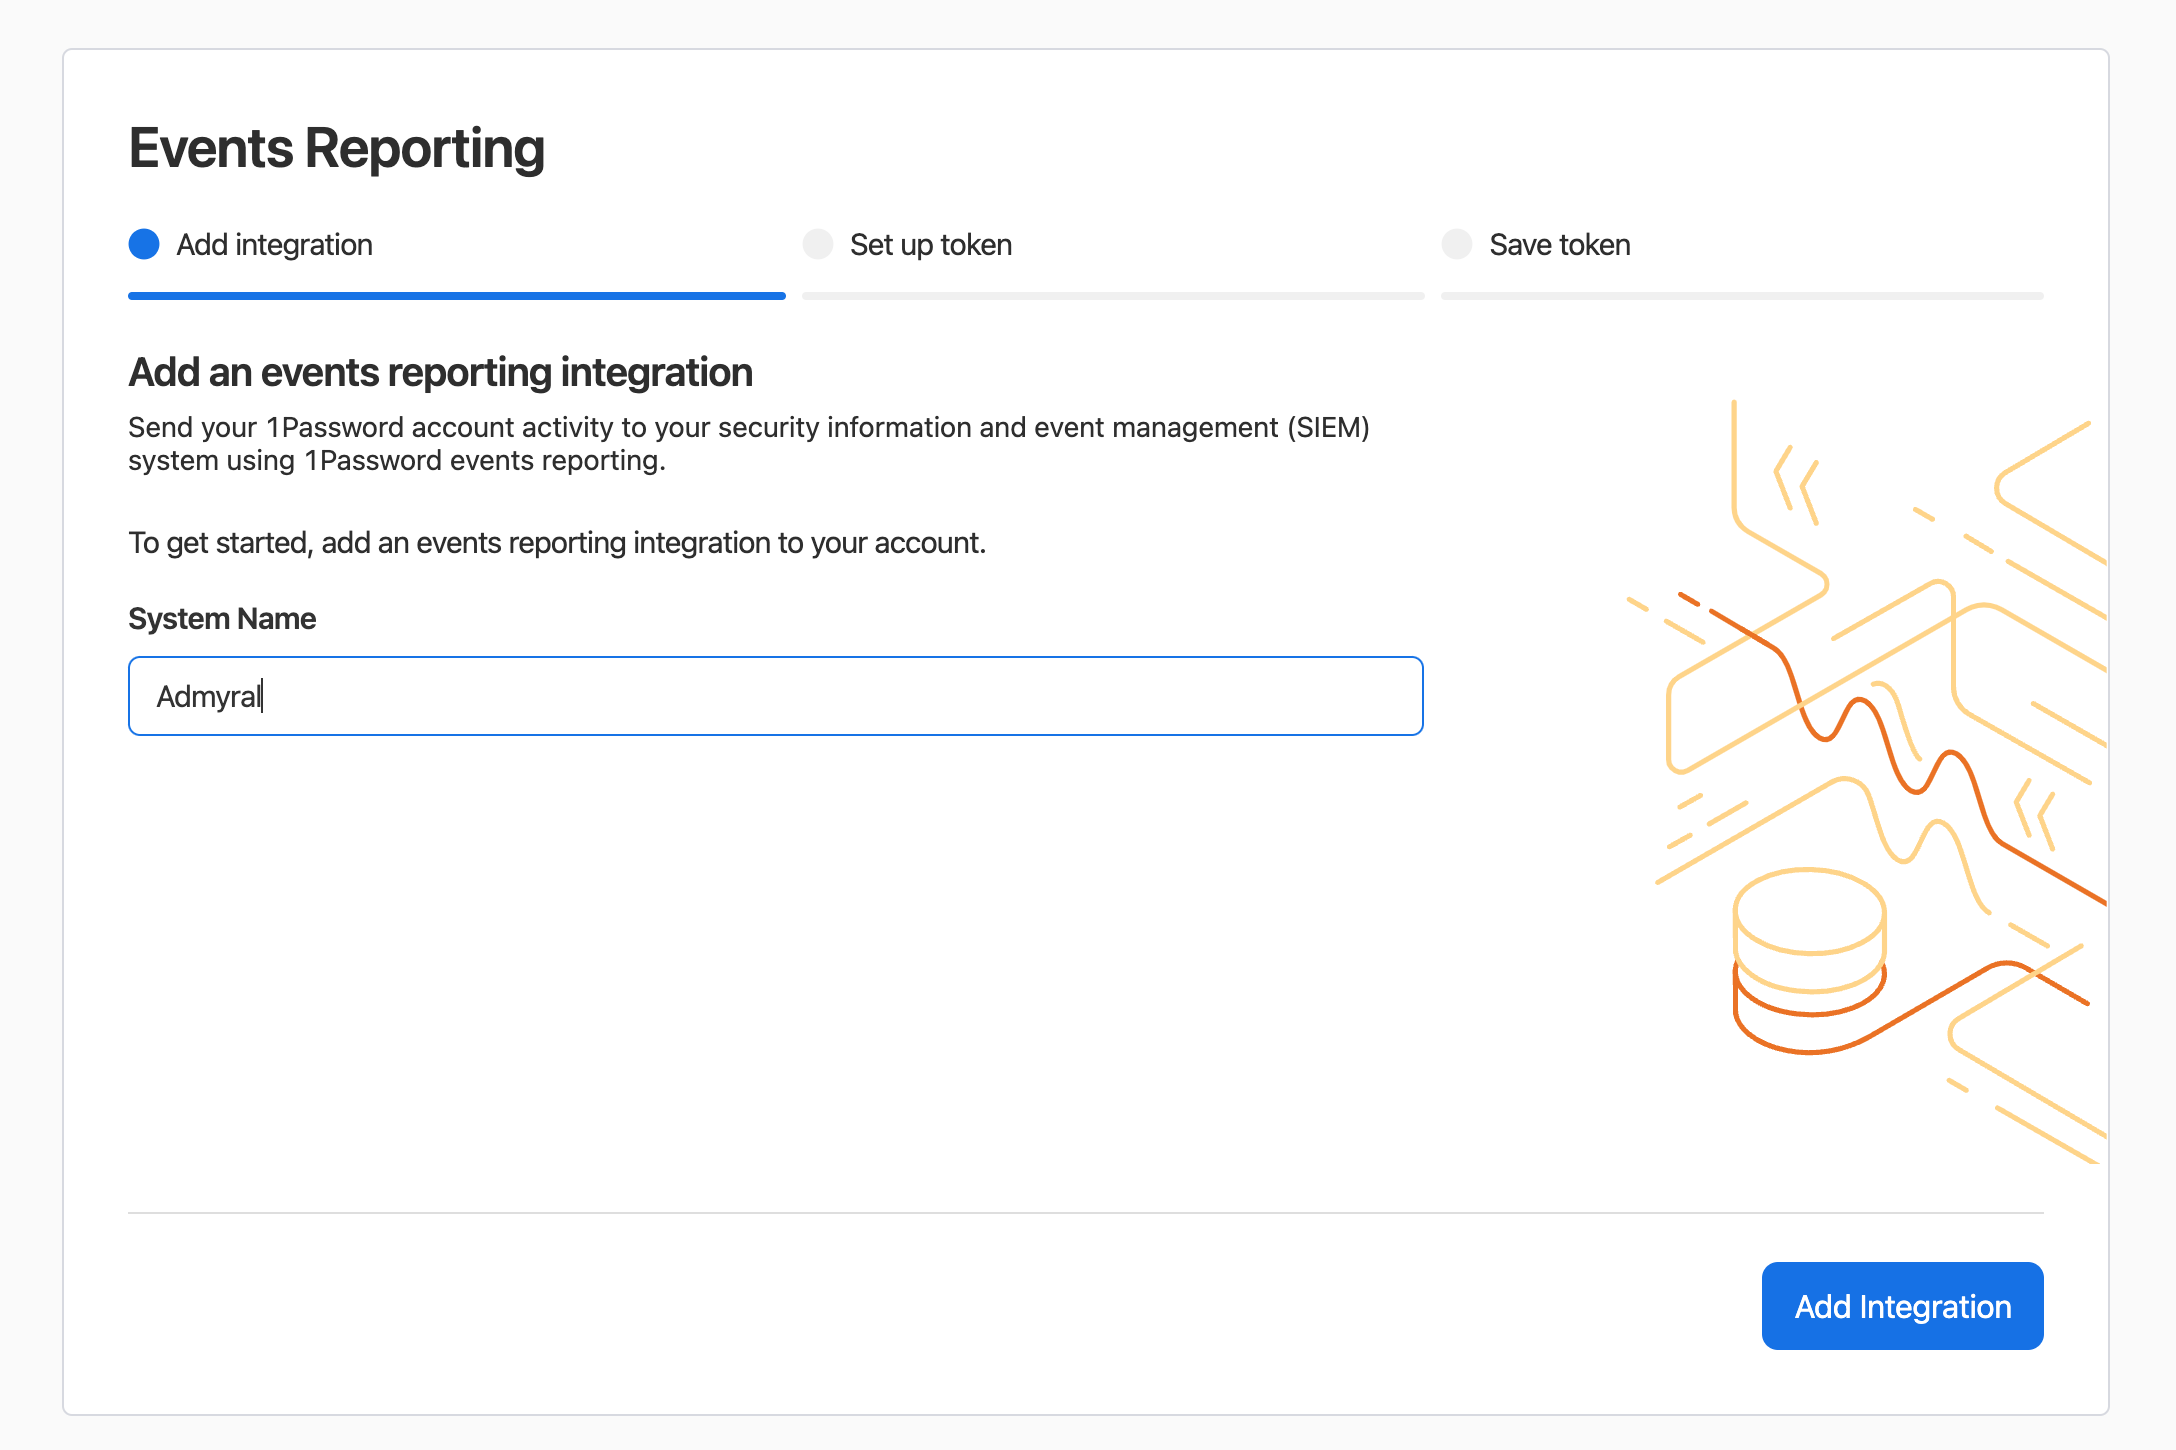 Events Reporting
Add integration
Set up token
Save token
Add an events reporting integration
Send your 1Password account activity to your security information and event management (SIEM)
system using 1Password events reporting.
To get started, add an events reporting integration to your account.
System Name
Admyral
Add Integration